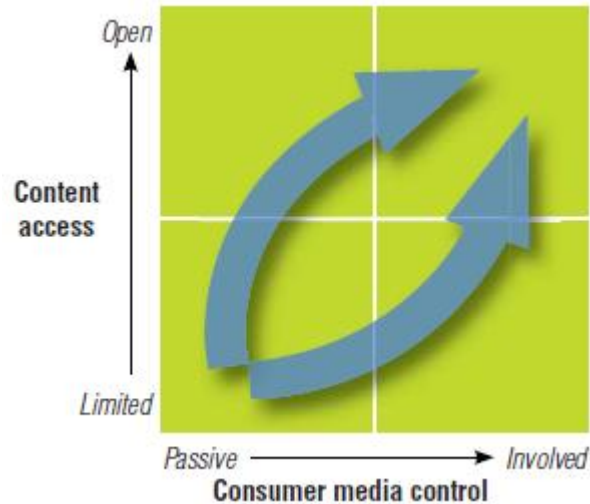 Open
Content
access
Limited
Passive
Involved
Consumer media control